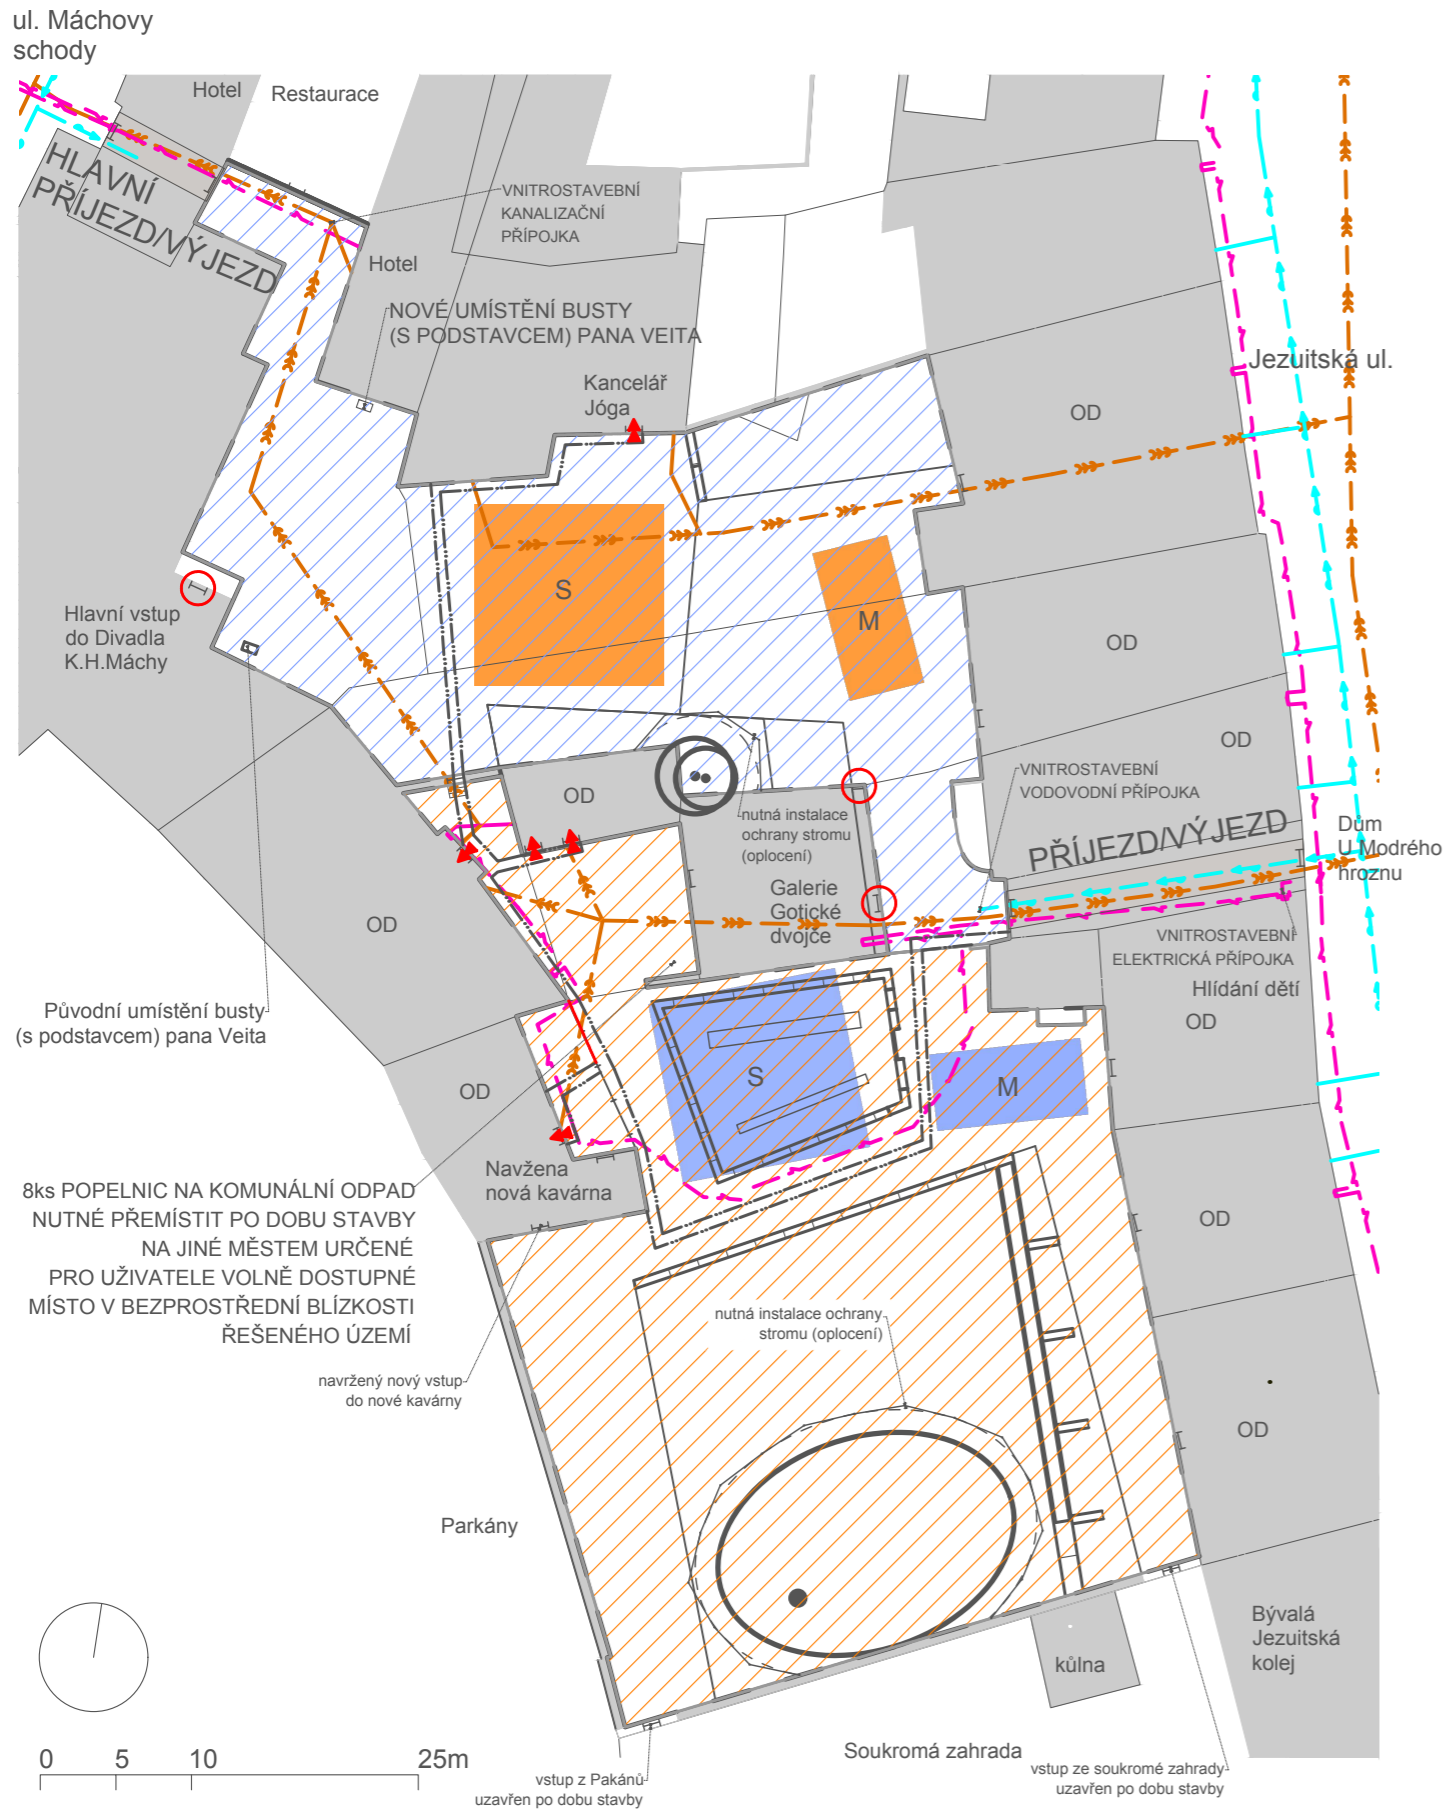 ul. Máchovy
schody
Hotel
Restaurace
HLAVNÍ
PŘÍJEZD/VÝJEZD
VNITROSTAVEBNÍ
KANALIZAČNÍ
PŘÍPOJKA
Hotel
NOVÉ UMÍSTĚNÍ BUSTY
(S PODSTAVCEM) PANA VEITA
Kancelář
Jóga
Jezuitská ul.
OD
S
M
Hlavní vstup
do Divadla
K.H.Máchy
OD
OD
VNITROSTAVEBNÍ
VODOVODNÍ PŘÍPOJKA
OD
nutná instalace
ochrany stromu
(oplocení)
PŘÍJEZD/VÝJEZD
Dům
U Modrého
hroznu
Galerie
Gotické
dvojče
OD
VNITROSTAVEBNÍ
ELEKTRICKÁ PŘÍPOJKA
Hlídání dětí
Původní umístění busty
(s podstavcem) pana Veita
OD
S
M
OD
Navžena
nová kavárna
8ks POPELNIC NA KOMUNÁLNÍ ODPAD
NUTNÉ PŘEMÍSTIT PO DOBU STAVBY
NA JINÉ MĚSTEM URČENÉ
PRO UŽIVATELE VOLNĚ DOSTUPNÉ
MÍSTO V BEZPROSTŘEDNÍ BLÍZKOSTI
ŘEŠENÉHO ÚZEMÍ
OD
nutná instalace ochrany
stromu (oplocení)
navržený nový vstup
do nové kavárny
OD
Parkány
Bývalá
Jezuitská
kolej
kůlna
Soukromá zahrada
0 5 10 25m
vstup z Pakánů
uzavřen po dobu stavby
vstup ze soukromé zahrady
uzavřen po dobu stavby